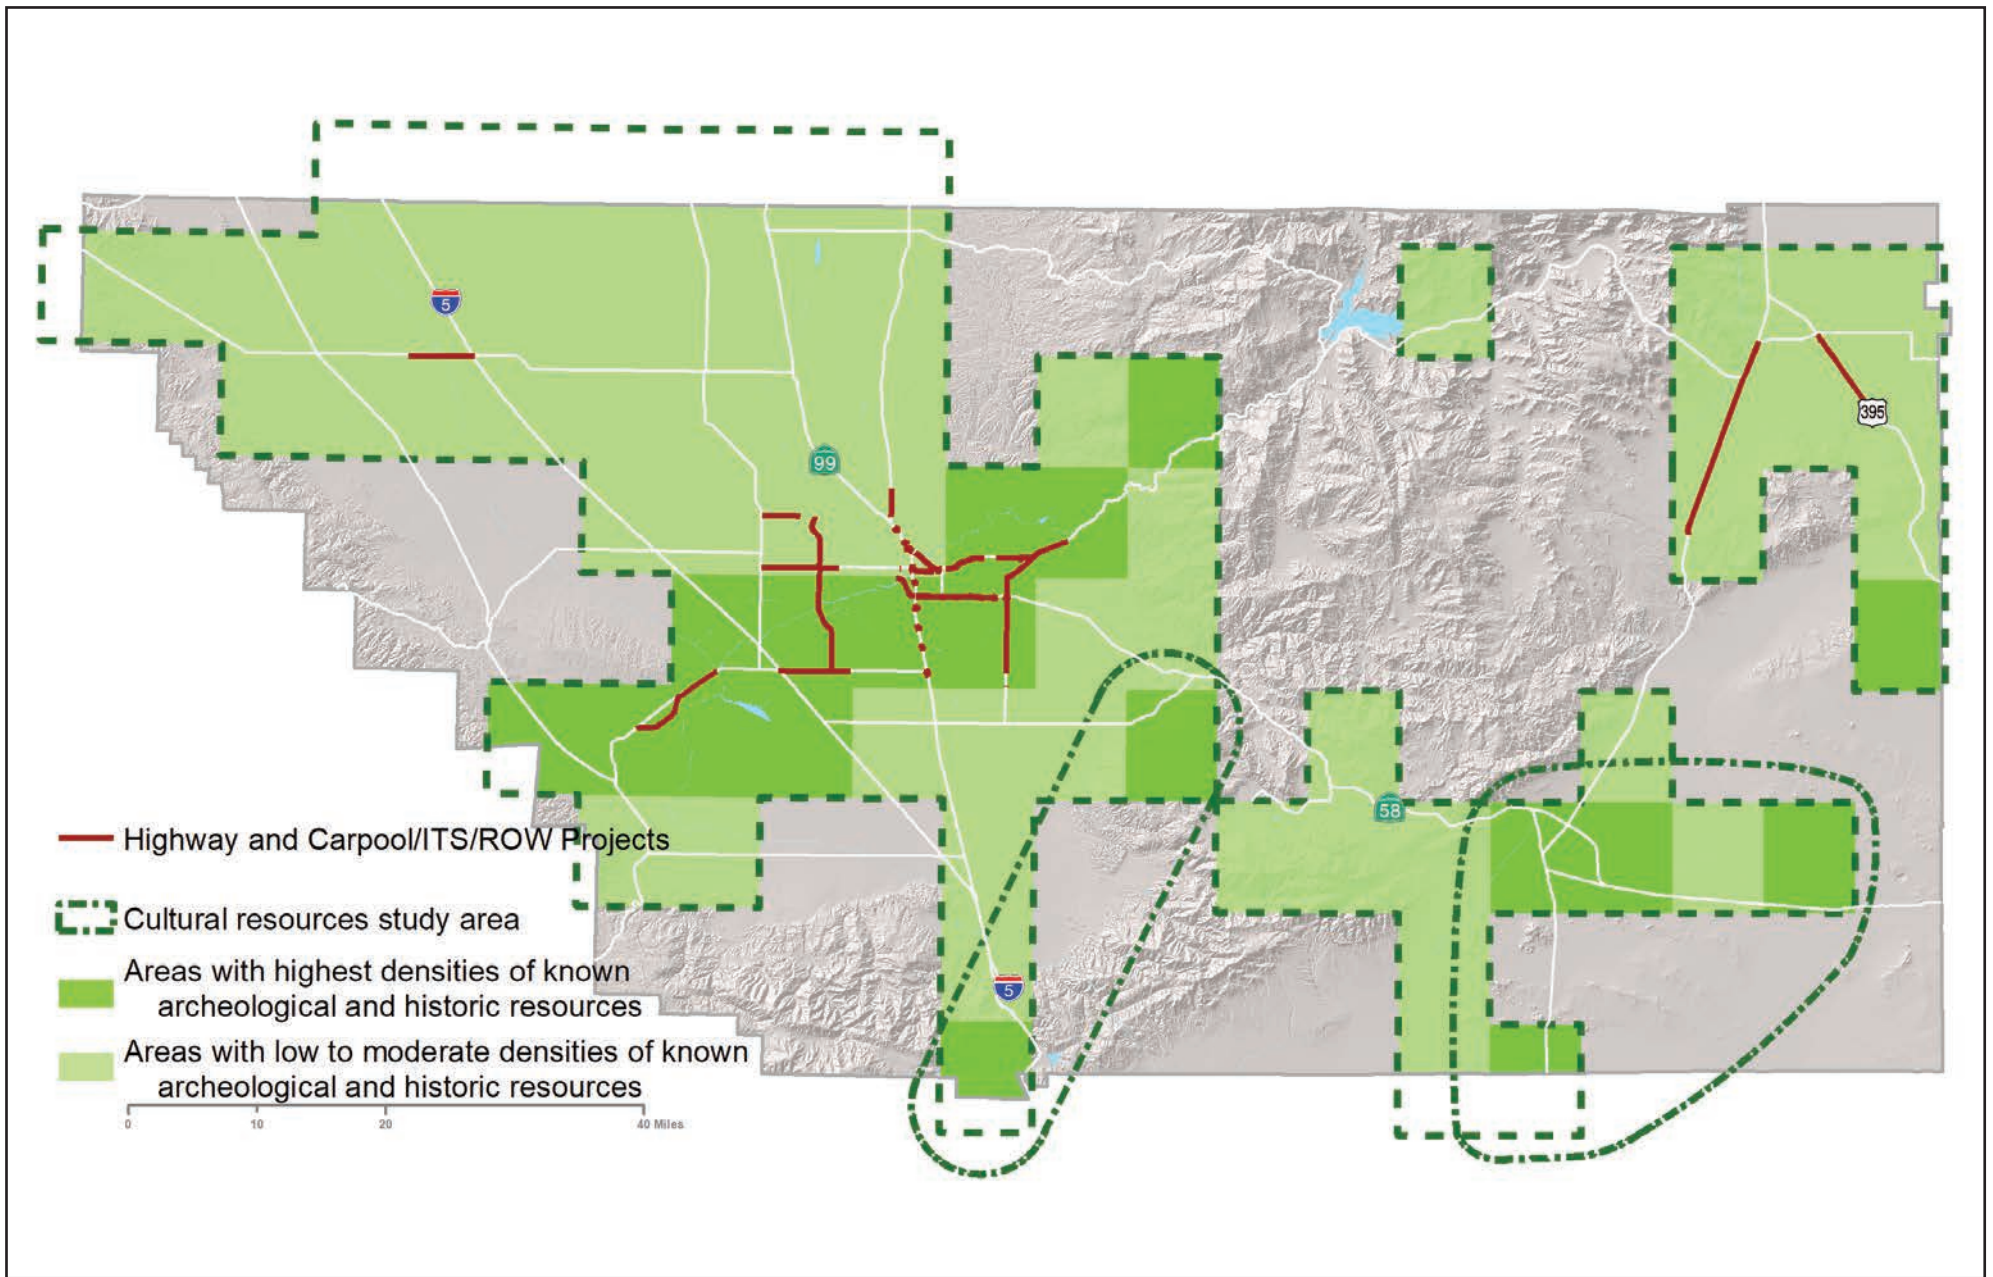 5
395
99
58
Highway and Carpool/ITS/ROW Projects
Cultural resources study area
5
Areas with highest densities of known
archeological and historic resources
Areas with low to moderate densities of known
archeological and historic resources
0 10 20 40 Miles